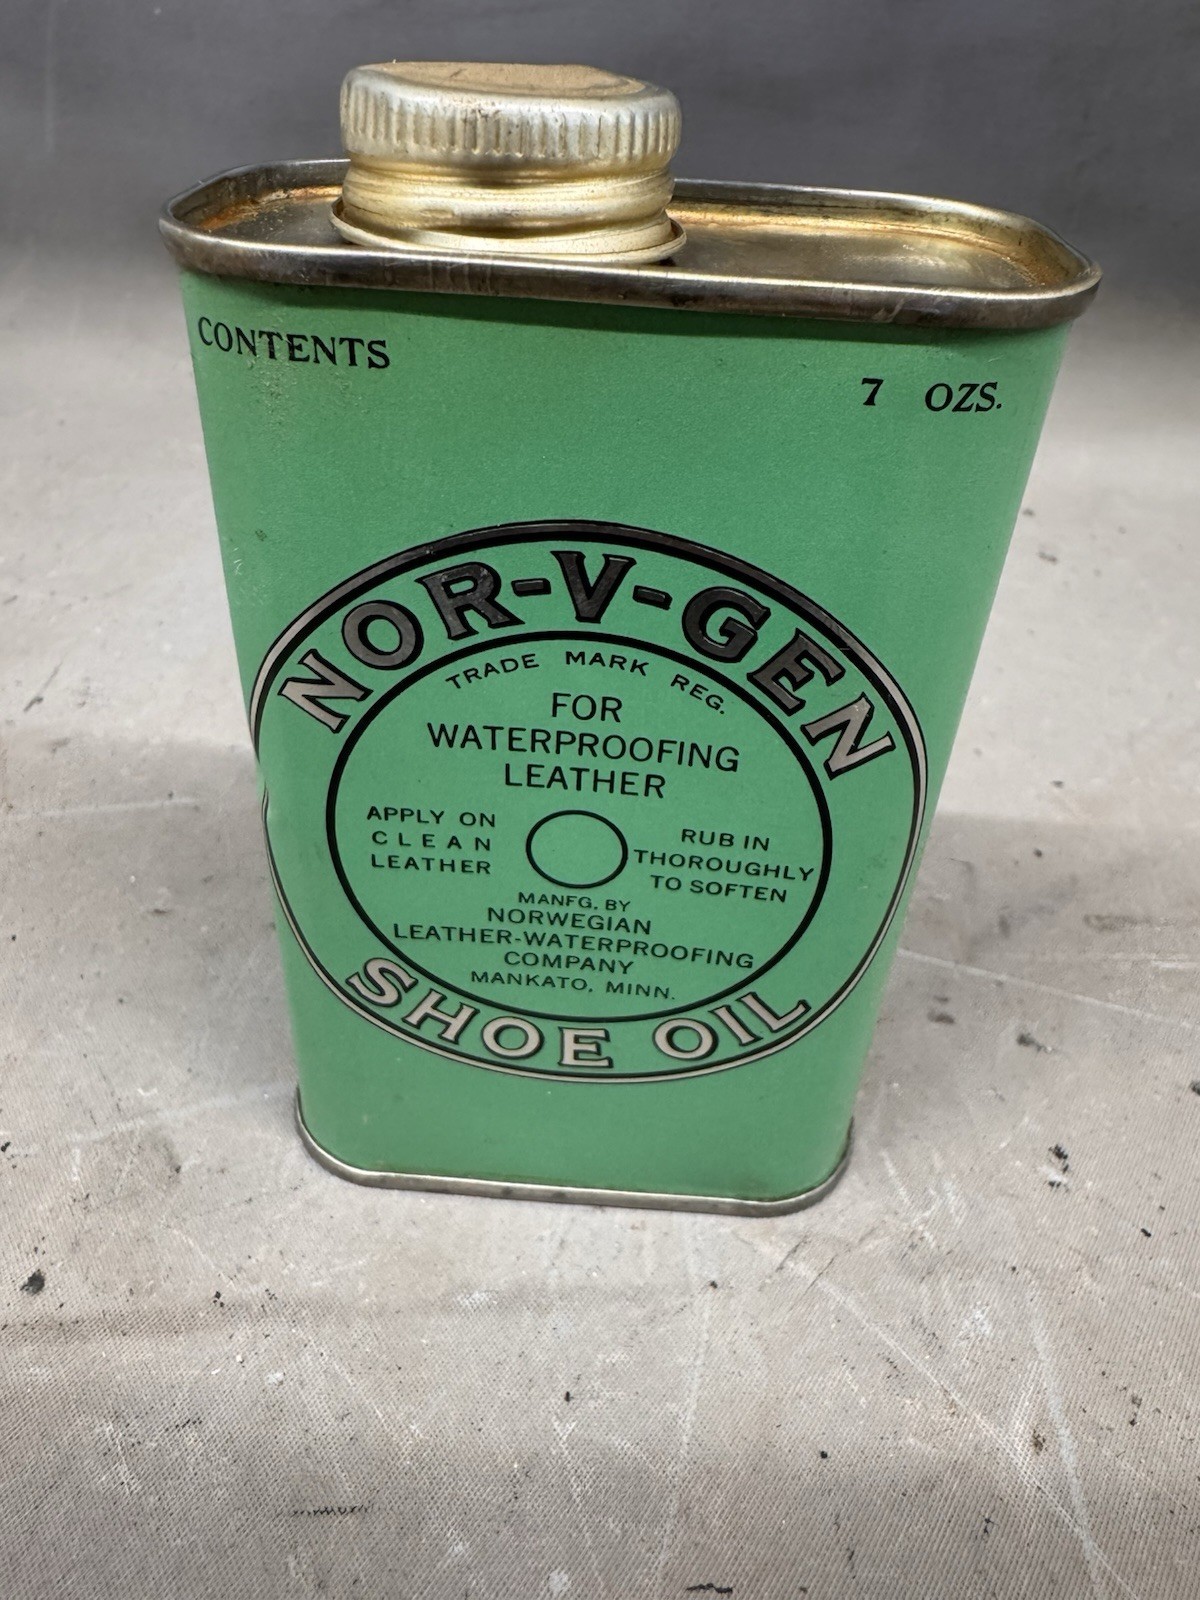 CONTENTS 7 OZS.
NOR-V-GEN
TRADE MARK REG.
FOR
WATERPROOFING
LEATHER
APPLY ON
CLEAN
LEATHER
RUB IN
THOROUGHLY
TO SOFTEN
MANFG. BY
NORWEGIAN
LEATHER-WATERPROOFING
COMPANY
MANKATO, MINN.
SHOE OIL